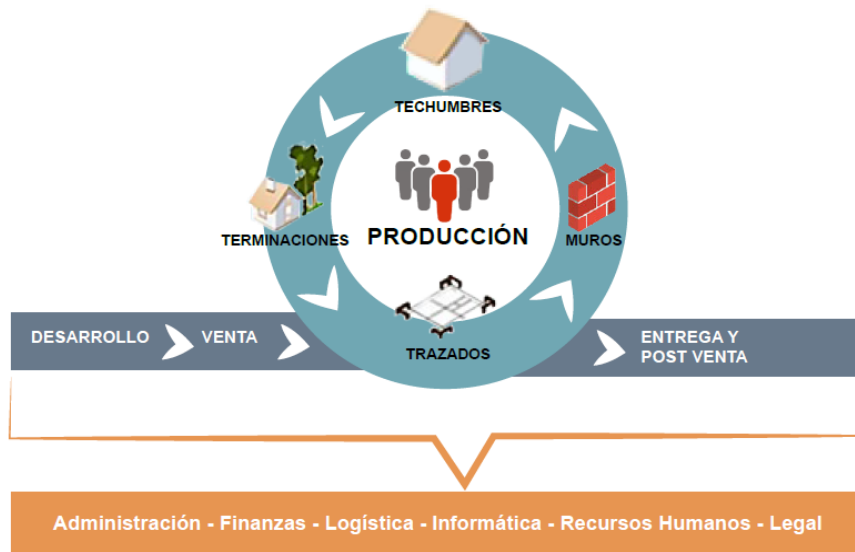 TECHUMBRES
TERMINACIONES
PRODUCCIÓN
MUROS
TRAZADOS
DESARROLLO
VENTA
ENTREGA Y
POST VENTA
Administración - Finanzas - Logística - Informática - Recursos Humanos - Legal